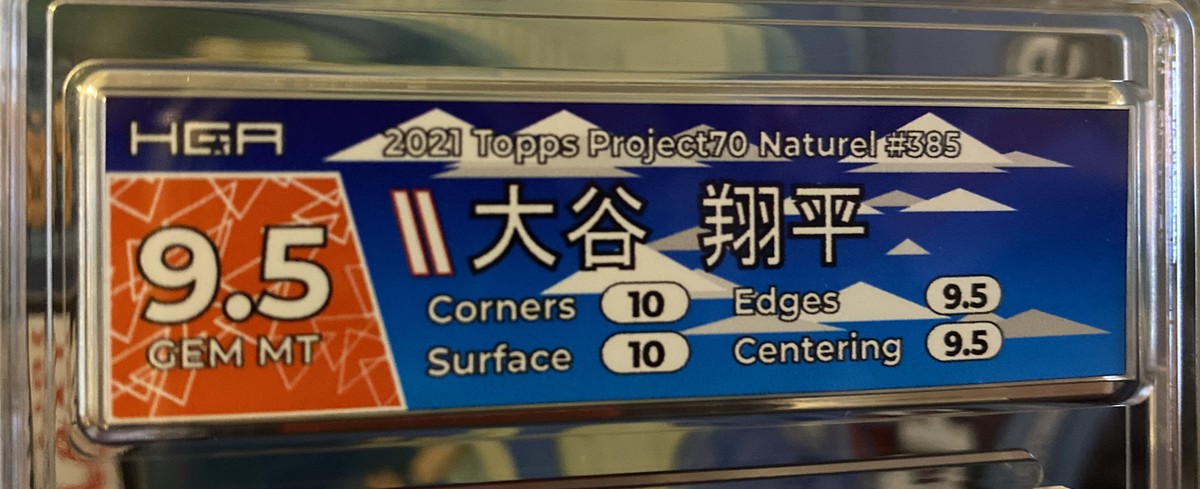 HGA
2021 Topps Project70 Naturel #385
9.5
GEM MT
大谷 翔平
Corners 10 Edges 9.5
Surface 10 Centering 9.5